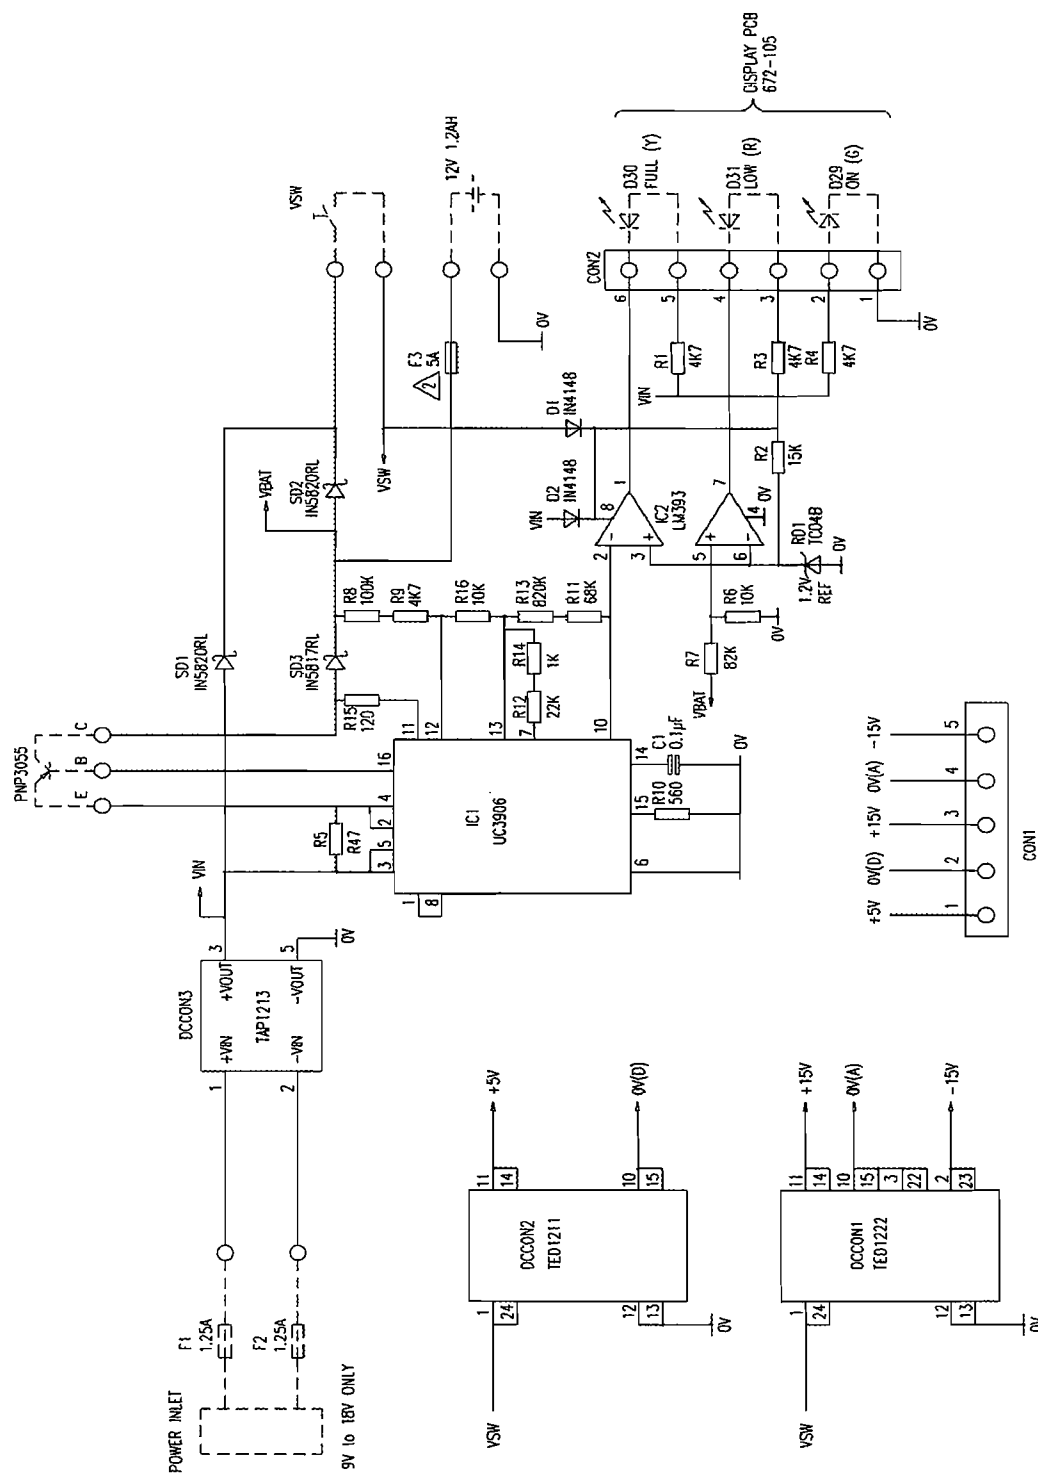 POWER INLET
9V to 18V ONLY
F1
1.25A
F2
1.25A
1
2
DCCON3
+VIN
-VIN
TAP1213
+VOUT
-VOUT
3
5
0V
VIN
PNP3055
E
B
C
SD1
IN5820RL
R5
R47
R15
120
SD3
IN5817RL
VBAT
SD2
IN5820RL
VSW
VSW
F3
5A
2
12V 1.2AH
0V
R8
100K
R9
4K7
R16
10K
R13
820K
R11
68K
R14
1K
R12
22K
IC1
UC3906
1
8
3
5
2
4
16
11
12
13
7
10
6
15
14
R10
560
C1
0.1µF
0V
VIN
D2
IN4148
D1
IN4148
2
3
8
1
IC2
LM393
5
6
7
4
0V
R7
82K
VBAT
R6
10K
0V
1.2V
REF
RD1
TC04B
0V
R2
15K
VIN
R1
4K7
R3
4K7
R4
4K7
CON2
6
5
4
3
2
1
0V
D30
FULL (Y)
D31
LOW (R)
D29
ON (G)
DISPLAY PCB
672-105
VSW
1
24
12
13
0V
DCCON2
TED1211
11
14
10
15
+5V
0V(D)
VSW
1
24
12
13
0V
DCCON1
TED1222
11
14
10
15
3
22
2
23
+15V
0V(A)
-15V
+5V
0V(D)
+15V
0V(A)
-15V
1
2
3
4
5
CON1